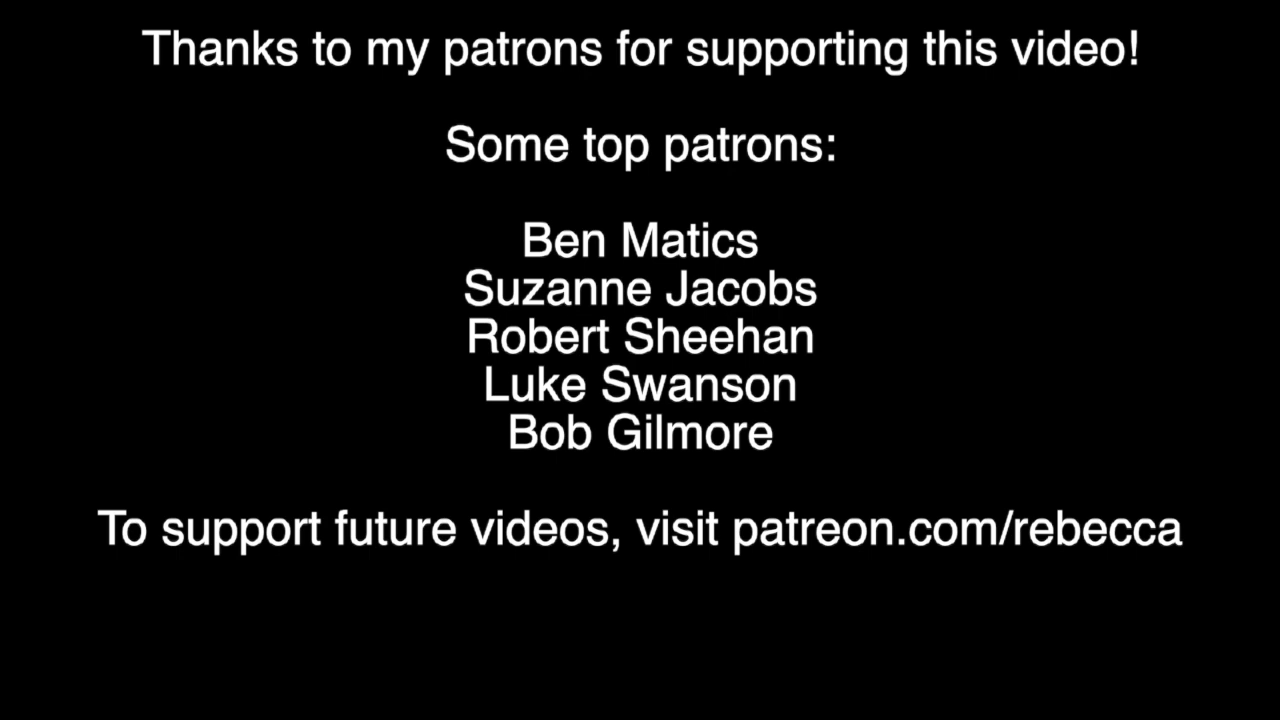 Thanks to my patrons for supporting this video!
Some top patrons:
Ben Matics
Suzanne Jacobs
Robert Sheehan
Luke Swanson
Bob Gilmore
To support future videos, visit patreon.com/rebecca